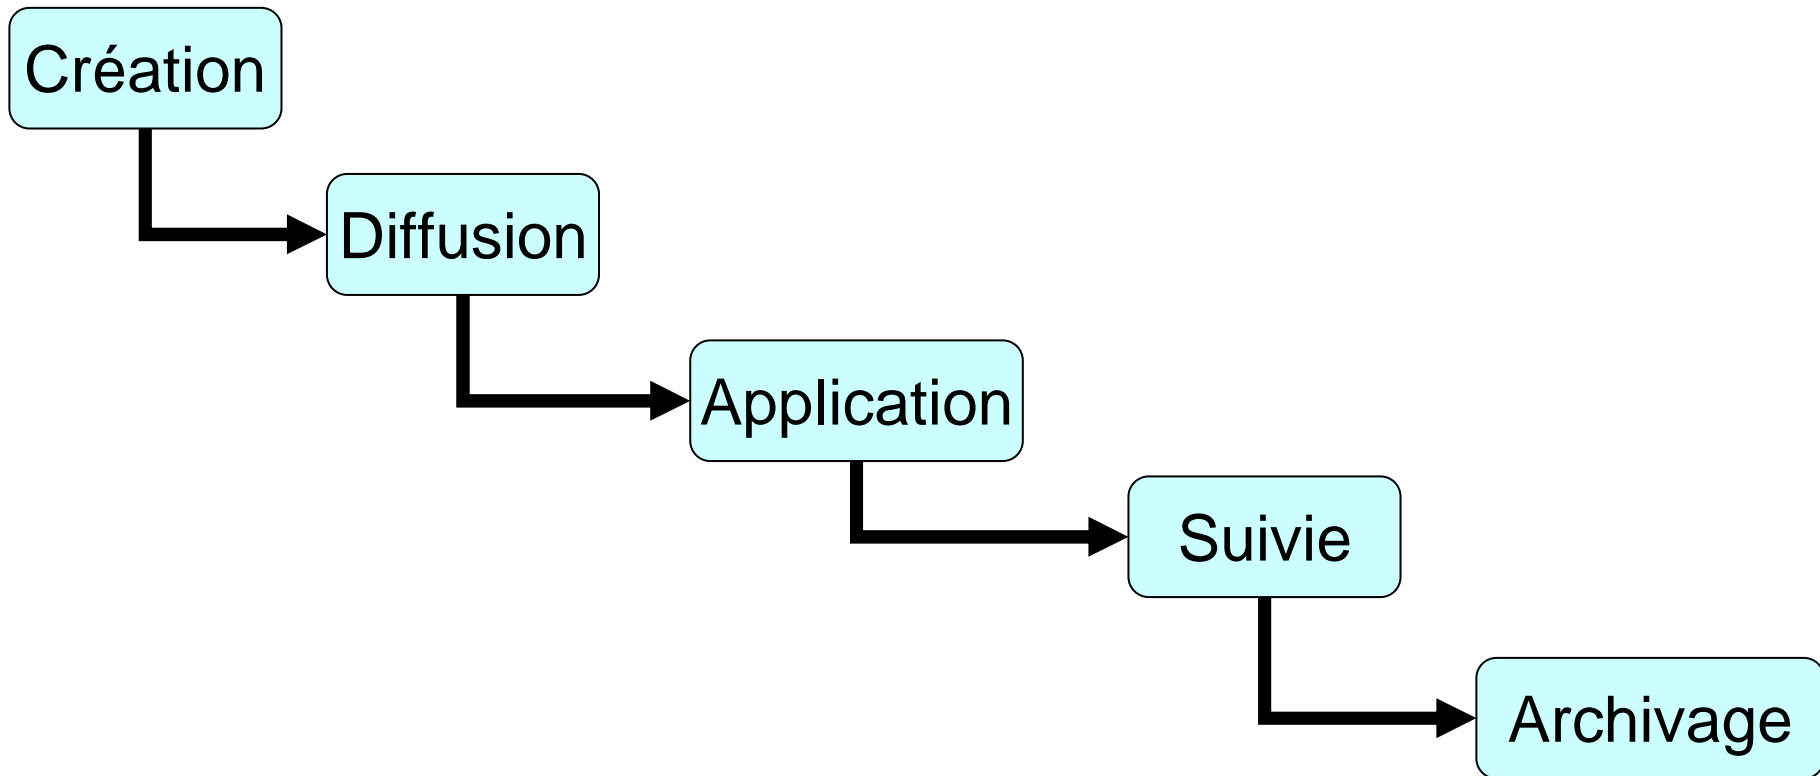 Création
Diffusion
Application
Suivie
Archivage